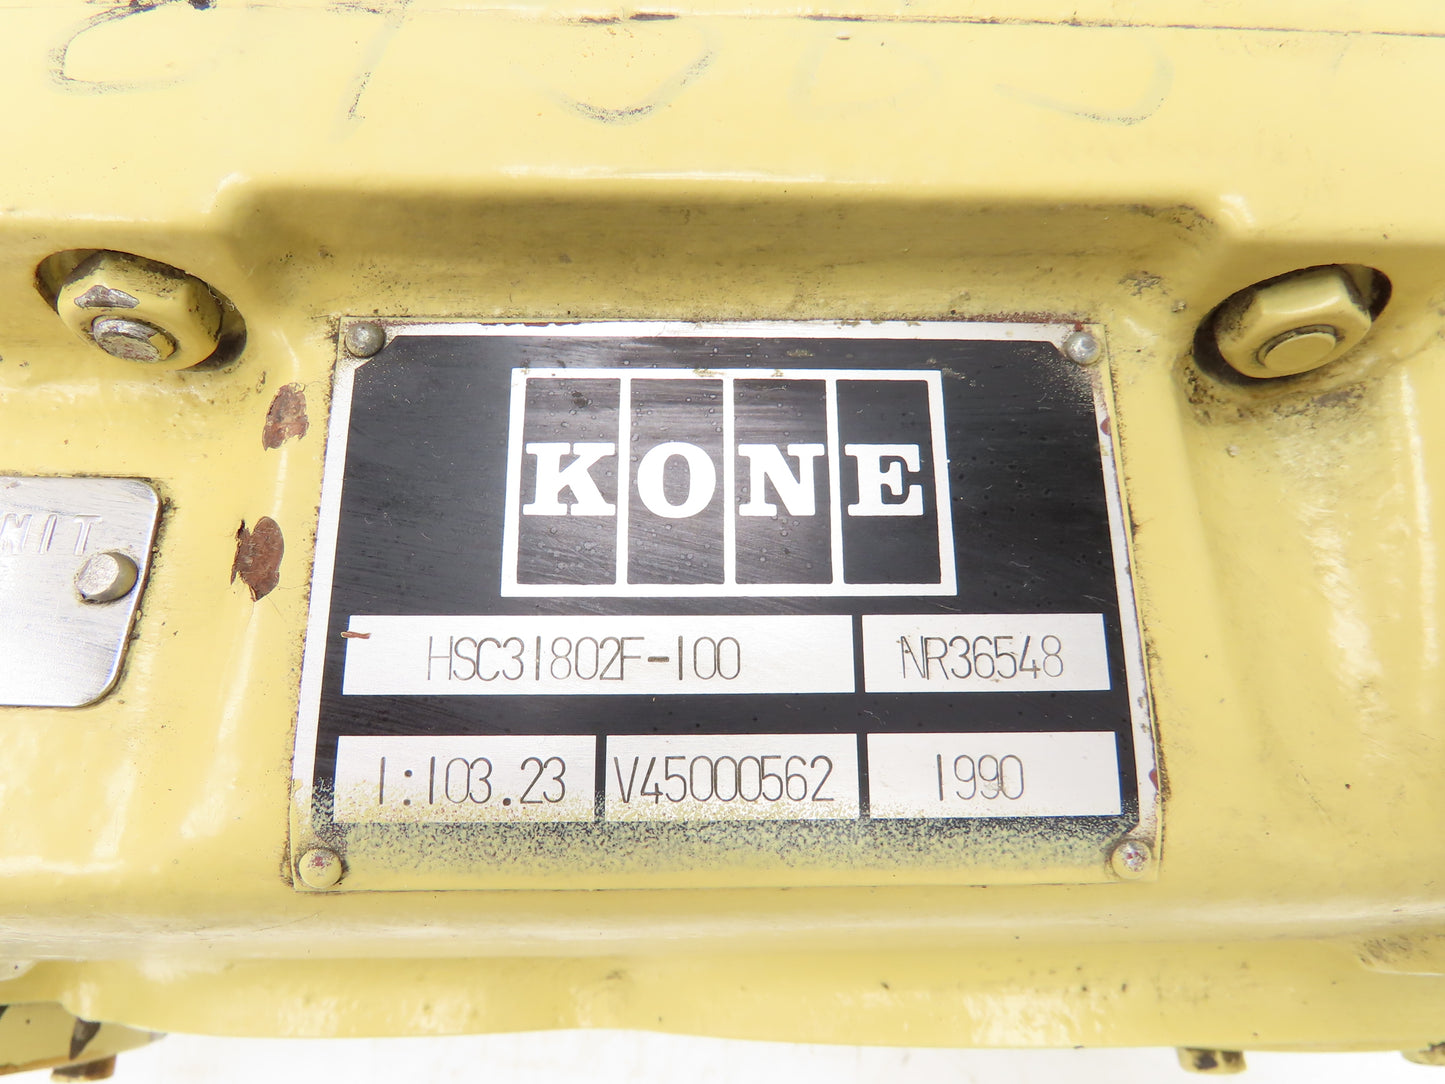 KONE
HSC31802F-100 NR36548
1:103.23 V45000562 1990